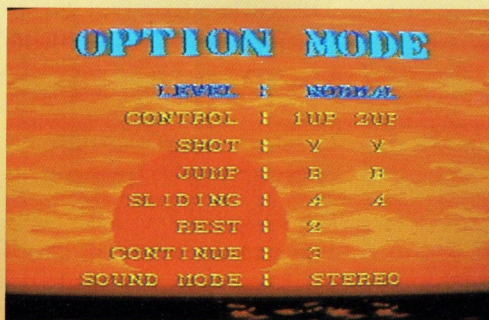 OPTION MODE
LEVEL : NORMAL
CONTROL : 1UP 2UP
SHOT : Y Y
JUMP : B B
SLIDING : A A
REST : 2
CONTINUE : 3
SOUND MODE : STEREO